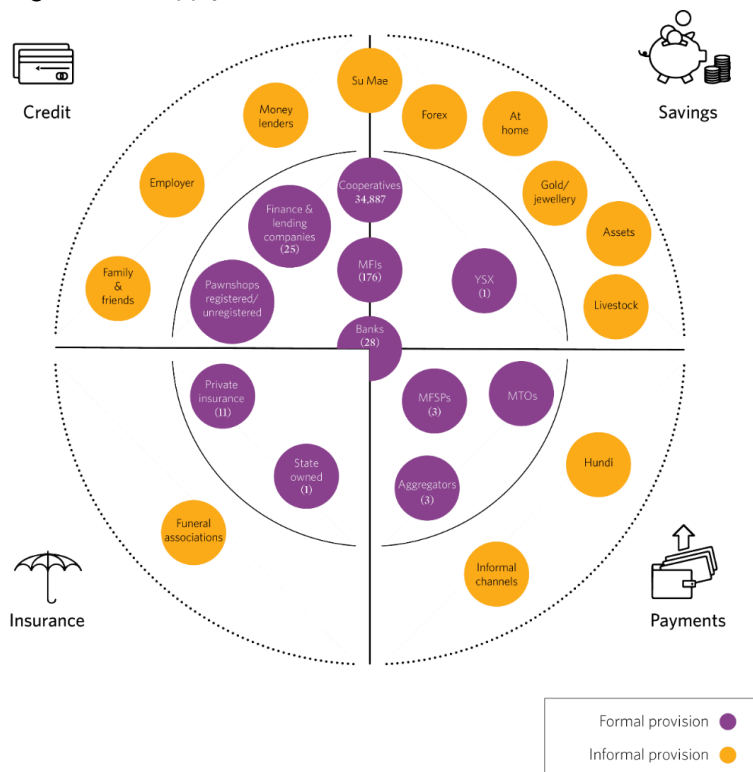 Credit
Savings
Su Mae
Money
lenders
Forex
At
home
Employer
Gold/
jewellery
Cooperatives
34,887
Finance &
lending
companies
(25)
Assets
MFIs
(176)
YSX
(1)
Family
&
friends
Pawnshops
registered/
unregistered
Livestock
Banks
(28)
Private
insurance
(11)
MFSPs
(3)
MTOs
State
owned
(1)
Aggregators
(3)
Hundi
Funeral
associations
Informal
channels
Insurance
Payments
Formal provision
Informal provision